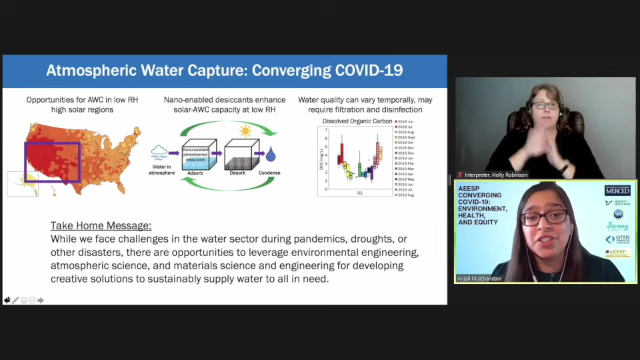 Atmospheric Water Capture: Converging COVID-19
Opportunities for AWC in low RH
high solar regions
Nano-enabled desiccants enhance
solar-AWC capacity at low RH
Water in
atmosphere
Adsorb
Desorb
Condense
Water quality can vary temporally, may
require filtration and disinfection
Dissolved Organic Carbon
Take Home Message:
While we face challenges in the water sector during pandemics, droughts, or
other disasters, there are opportunities to leverage environmental engineering,
atmospheric science, and materials science and engineering for developing
creative solutions to sustainably supply water to all in need.
Interpreter, Holly Robinson
AEESP
CONVERGING
COVID-19:
ENVIRONMENT,
HEALTH,
AND EQUITY
MERCED
Strong
CITRIS
AEESP
Anjali Mulchandani